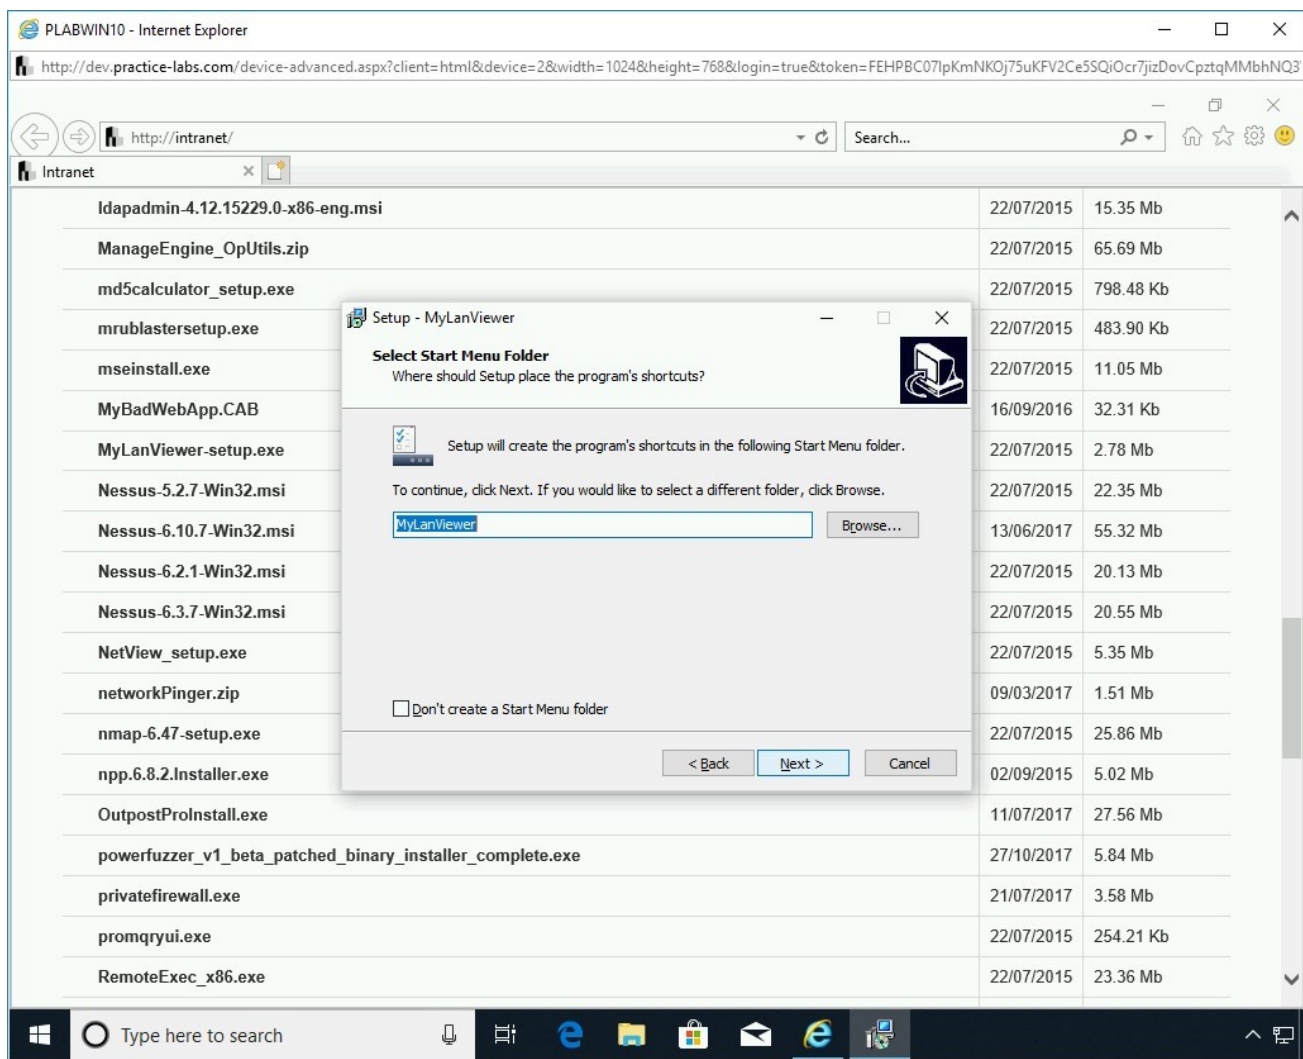 PLABWIN10 - Internet Explorer
http://dev.practice-labs.com/device-advanced.aspx?client=html&device=2&width=1024&height=768&login=true&token=
http://intranet/
Search...
Intranet
ldapadmin-4.12.15229.0-x86-eng.msi 22/07/2015 15.35 Mb
ManageEngine_OpUtils.zip 22/07/2015 65.69 Mb
md5calculator_setup.exe 22/07/2015 798.48 Kb
mrublastersetup.exe 22/07/2015 483.90 Kb
mseinstall.exe 22/07/2015 11.05 Mb
MyBadWebApp.CAB 16/09/2016 32.31 Kb
MyLanViewer-setup.exe 22/07/2015 2.78 Mb
Nessus-5.2.7-Win32.msi 22/07/2015 22.35 Mb
Nessus-6.10.7-Win32.msi 13/06/2017 55.32 Mb
Nessus-6.2.1-Win32.msi 22/07/2015 20.13 Mb
Nessus-6.3.7-Win32.msi 22/07/2015 20.55 Mb
NetView_setup.exe 22/07/2015 5.35 Mb
networkPinger.zip 09/03/2017 1.51 Mb
nmap-6.47-setup.exe 22/07/2015 25.86 Mb
npp.6.8.2.Installer.exe 02/09/2015 5.02 Mb
OutpostProInstall.exe 11/07/2017 27.56 Mb
powerfuzzer_v1_beta_patched_binary_installer_complete.exe 27/10/2017 5.84 Mb
privatefirewall.exe 21/07/2017 3.58 Mb
promqryui.exe 22/07/2015 254.21 Kb
RemoteExec_x86.exe 22/07/2015 23.36 Mb
Setup - MyLanViewer
Select Start Menu Folder
Where should Setup place the program's shortcuts?
Setup will create the program's shortcuts in the following Start Menu folder.
To continue, click Next. If you would like to select a different folder, click Browse.
MyLanViewer
Browse...
Don't create a Start Menu folder
< Back
Next >
Cancel
Type here to search